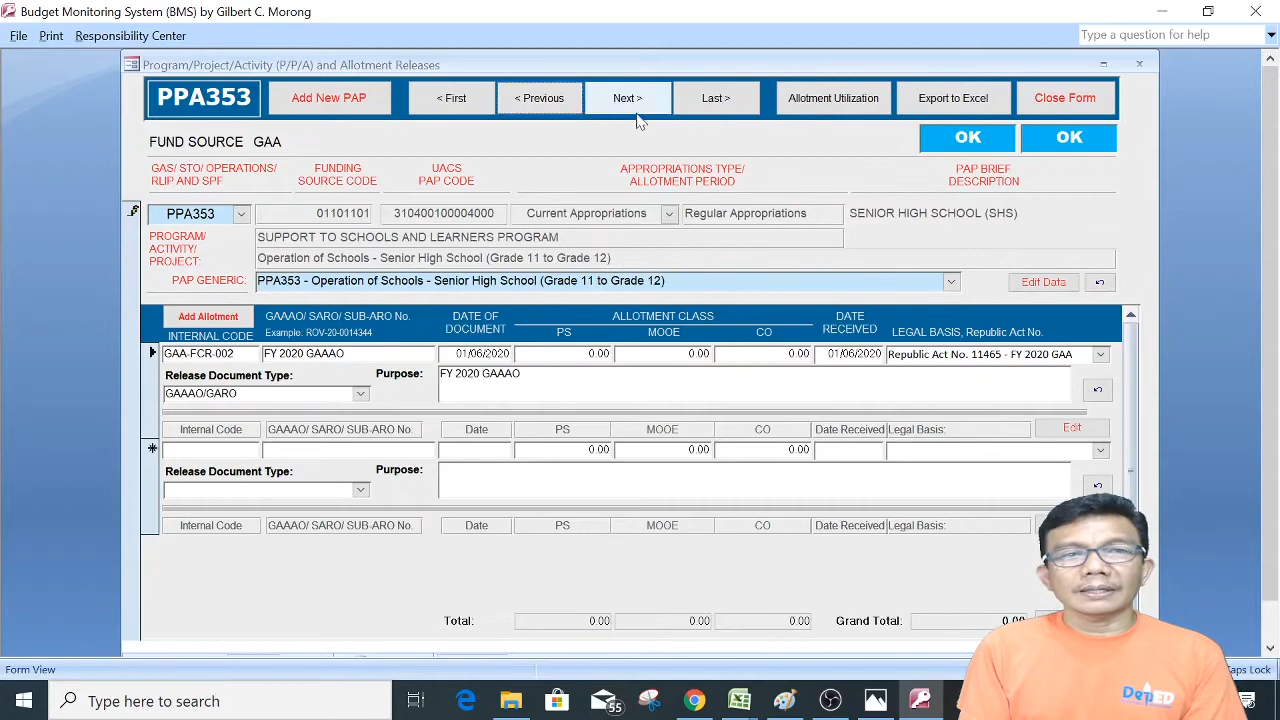 Budget Monitoring System (BMS) by Gilbert C. Morong
File Print Responsibility Center
Type a question for help
Program/Project/Activity (P/P/A) and Allotment Releases
PPA353 Add New PAP < First < Previous Next > Last > Allotment Utilization Export to Excel Close Form
FUND SOURCE GAA OK OK
GAS/ STO/ OPERATIONS/ RLIP AND SPF
FUNDING SOURCE CODE
UACS PAP CODE
APPROPRIATIONS TYPE/ ALLOTMENT PERIOD
PAP BRIEF DESCRIPTION
PPA353 01101101 310400100004000 Current Appropriations Regular Appropriations SENIOR HIGH SCHOOL (SHS)
PROGRAM/ ACTIVITY/ PROJECT:
SUPPORT TO SCHOOLS AND LEARNERS PROGRAM
Operation of Schools - Senior High School (Grade 11 to Grade 12)
PAP GENERIC: PPA353 - Operation of Schools - Senior High School (Grade 11 to Grade 12) Edit Data
Add Allotment GAAAO/ SARO/ SUB-ARO No. DATE OF DOCUMENT ALLOTMENT CLASS DATE RECEIVED
INTERNAL CODE Example: ROV-20-0014344 PS MOOE CO LEGAL BASIS, Republic Act No.
GAA-FCR-002 FY 2020 GAAAO 01/06/2020 0.00 0.00 0.00 01/06/2020 Republic Act No. 11465 - FY 2020 GAA
Release Document Type: Purpose: FY 2020 GAAAO
GAAAO/GARO
Internal Code GAAAO/ SARO/ SUB-ARO No. Date PS MOOE CO Date Received Legal Basis: Edit
0.00 0.00 0.00
Release Document Type: Purpose:
Internal Code GAAAO/ SARO/ SUB-ARO No. Date PS MOOE CO Date Received Legal Basis:
Total: 0.00 0.00 0.00 Grand Total: 0.00
Form View
Caps Lock
Type here to search
55
DepED